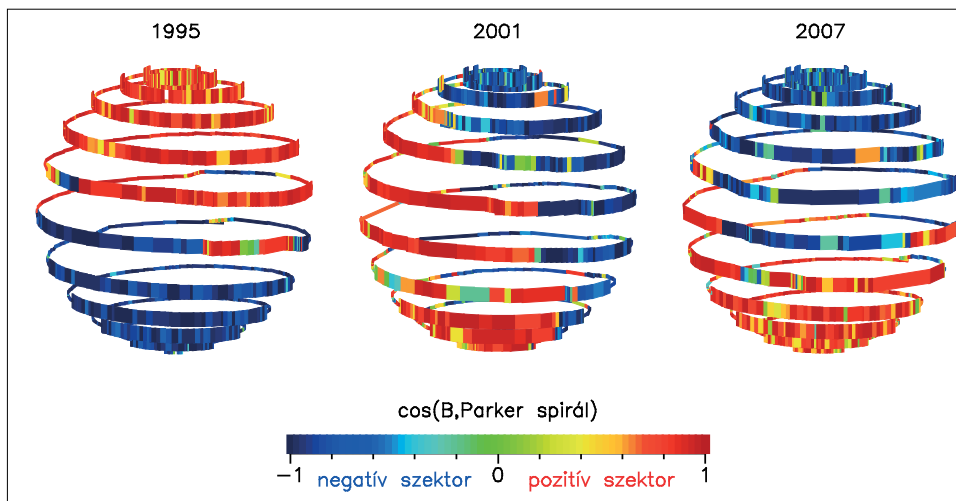 1995 2001 2007
cos(B,Parker spirál)
−1 0 1
negatív szektor pozitív szektor